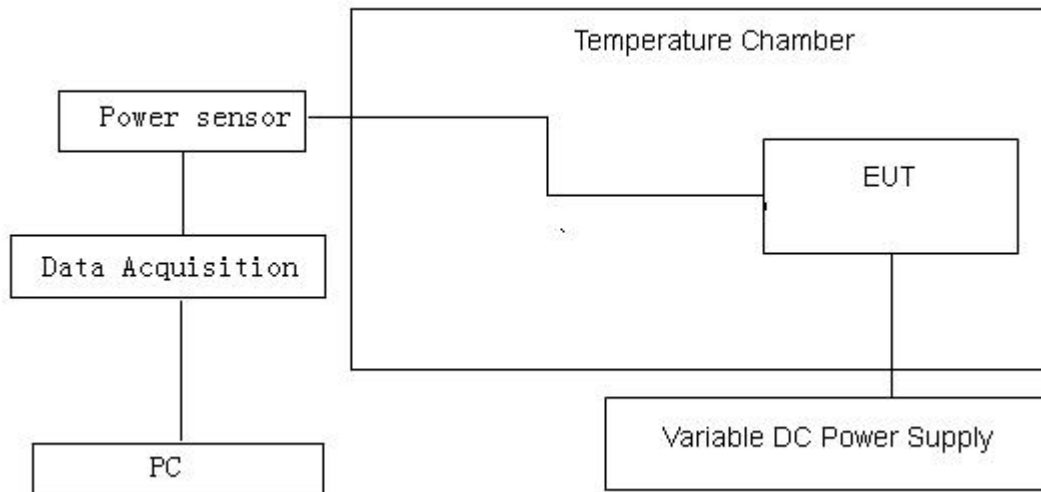 Temperature Chamber
Power sensor
EUT
Data Acquisition
Variable DC Power Supply
PC